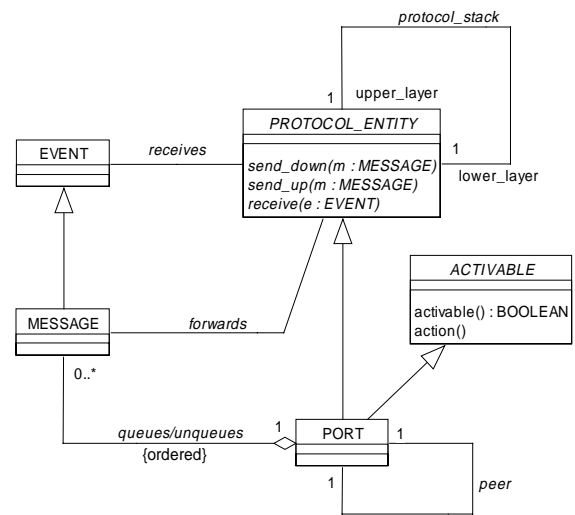 protocol_stack
1
upper_layer
PROTOCOL_ENTITY
send_down(m : MESSAGE)
send_up(m : MESSAGE)
receive(e : EVENT)
1
lower_layer
EVENT
receives
ACTIVABLE
activable() : BOOLEAN
action()
MESSAGE
forwards
0..*
queues/unqueues
{ordered}
1
PORT
1
1
peer